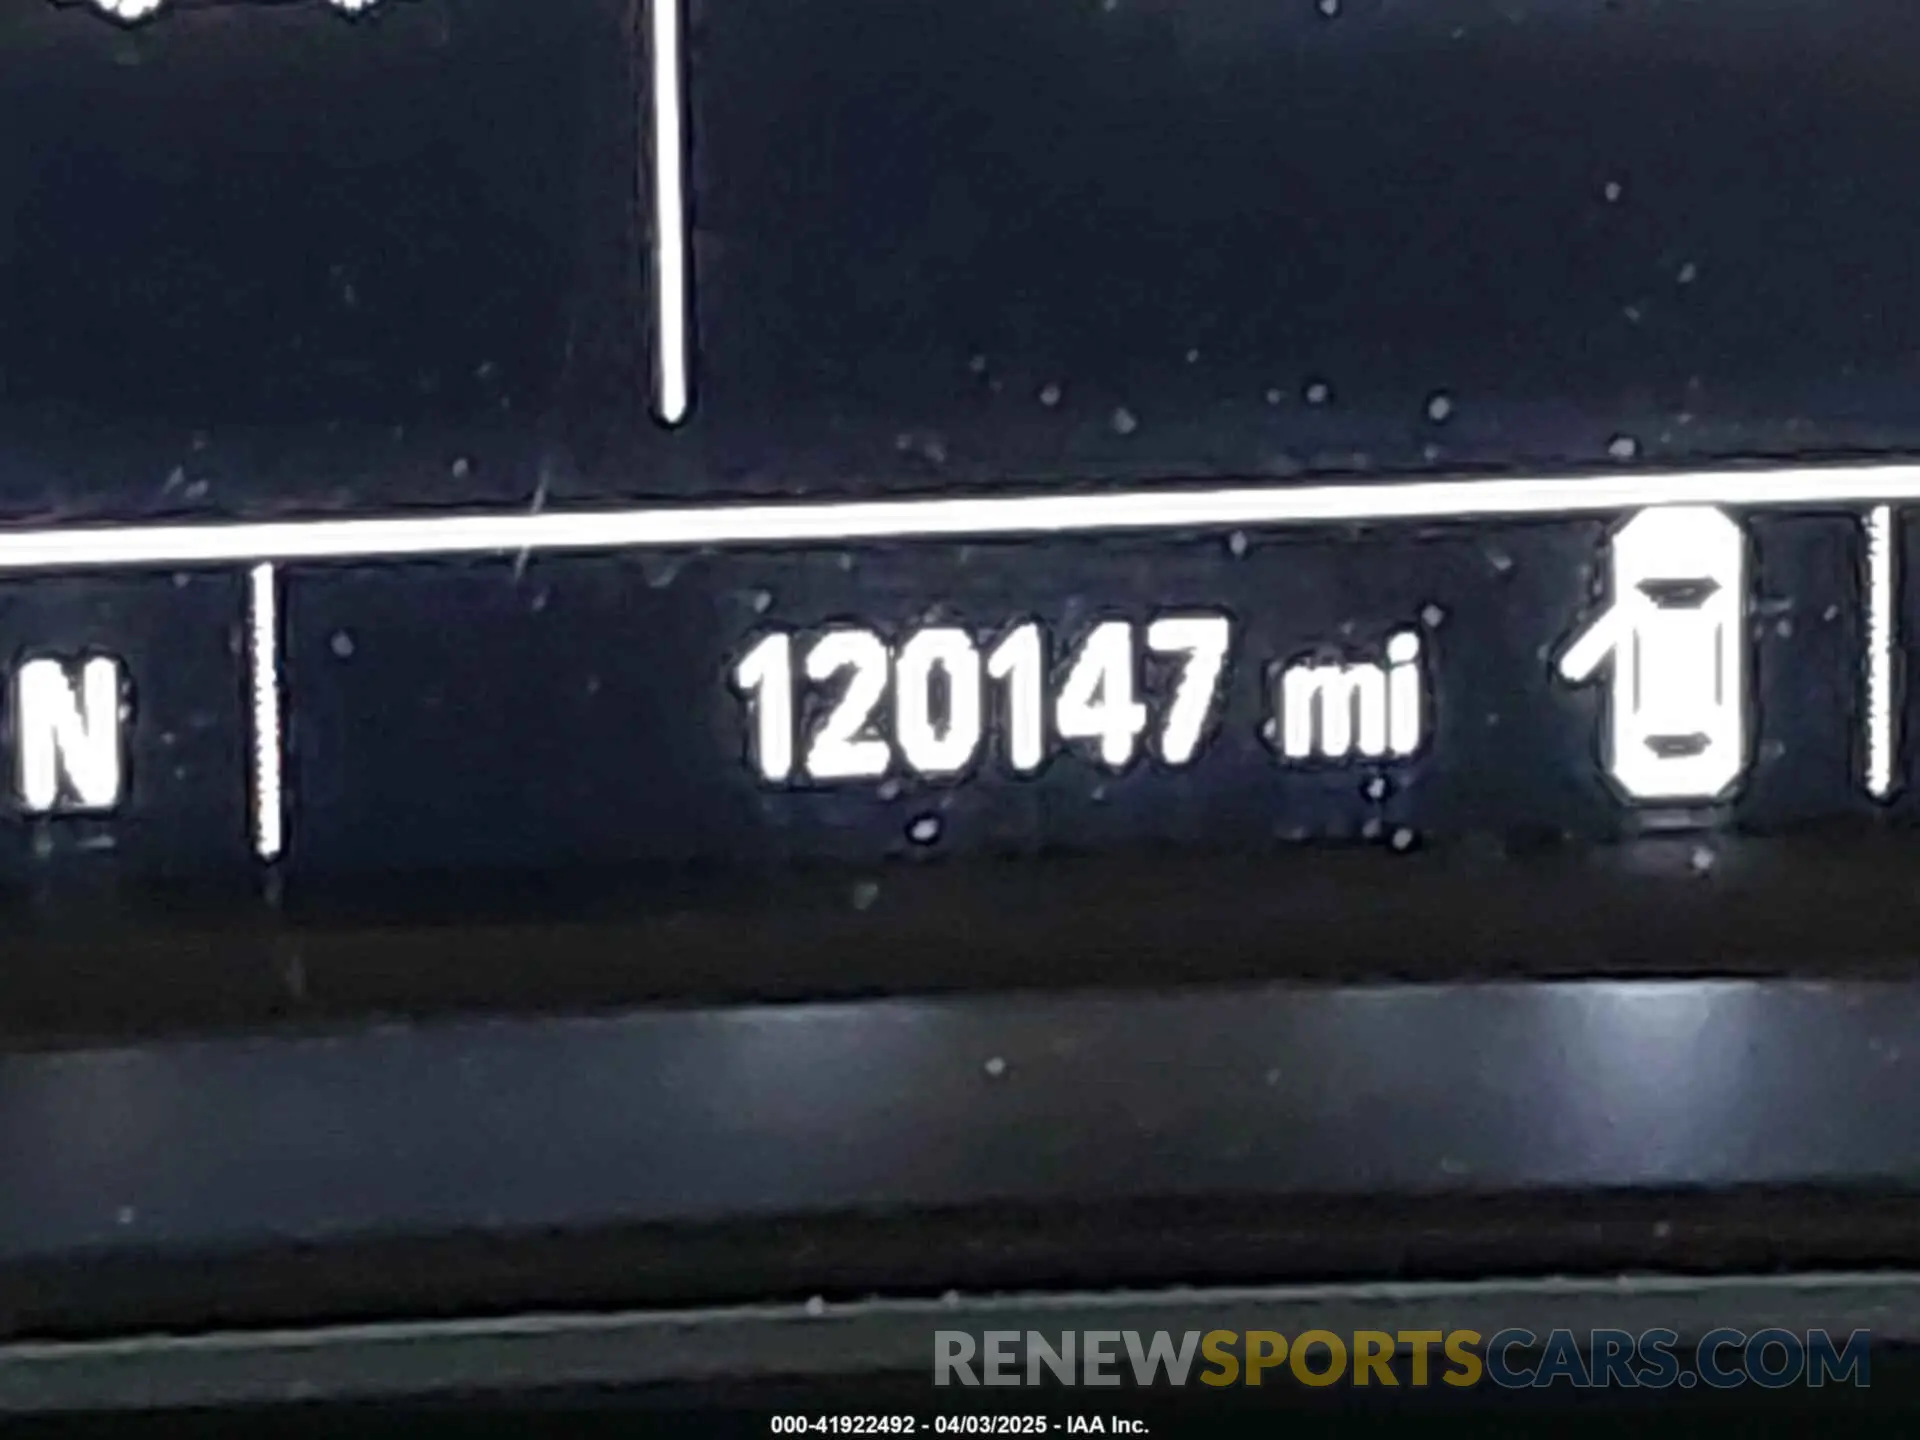 N
120147 mi
RENEWSPORTSCARS.COM
000-41922492 - 04/03/2025 - IAA Inc.